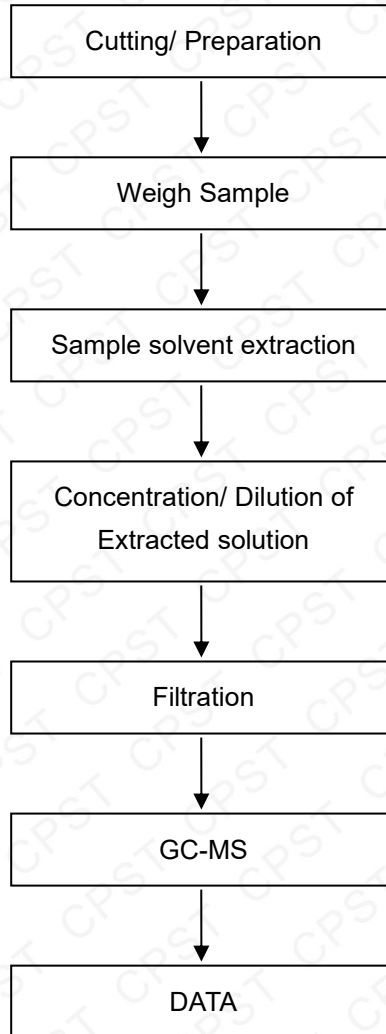 Cutting/ Preparation
Weigh Sample
Sample solvent extraction
Concentration/ Dilution of
Extracted solution
Filtration
GC-MS
DATA